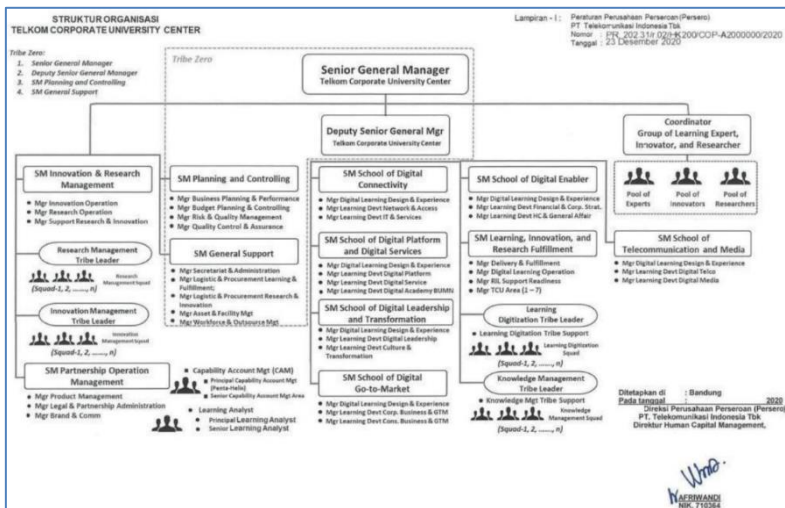 STRUKTUR ORGANISASI
TELKOM CORPORATE UNIVERSITY CENTER
Lampiran - I :
Peraturan Perusahaan Perseroan (Persero)
PT Telekomunikasi Indonesia Tbk
Nomor : PR. 202.31/r.02/HK200/COP-A2000000/2020
Tanggal : 23 Desember 2020
Tribe Zero:
1. Senior General Manager
2. Deputy Senior General Manager
3. SM Planning and Controlling
4. SM General Support
Tribe Zero
Senior General Manager
Telkom Corporate University Center
Deputy Senior General Mgr
Telkom Corporate University Center
Coordinator
Group of Learning Expert,
Innovator, and Researcher
Pool of
Experts
Pool of
Innovators
Pool of
Researchers
SM Innovation & Research
Management
• Mgr Innovation Operation
• Mgr Research Operation
• Mgr Support Research & Innovation
Research Management
Tribe Leader
Research
Management Squad
(Squad-1, 2, ......., n)
Innovation Management
Tribe Leader
Innovation
Management Squad
(Squad-1, 2, ......., n)
SM Partnership Operation
Management
• Mgr Product Management
• Mgr Legal & Partnership Administration
• Mgr Brand & Comm
SM Planning and Controlling
• Mgr Business Planning & Performance
• Mgr Budget Planning & Controlling
• Mgr Risk & Quality Management
• Mgr Quality Control & Assurance
SM General Support
• Mgr Secretariat & Administration
• Mgr Logistic & Procurement Learning &
Fulfillment;
• Mgr Logistic & Procurement Research &
Innovation
• Mgr Asset & Facility Mgt
• Mgr Workforce & Outsource Mgt
• Capability Account Mgt (CAM)
▪ Principal Capability Account Mgt
(Penta-Helix)
▪ Senior Capability Account Mgt Area
• Learning Analyst
• Principal Learning Analyst
• Senior Learning Analyst
SM School of Digital
Connectivity
• Mgr Digital Learning Design & Experience
• Mgr Learning Devt Network & Access
• Mgr Learning Devt IT & Services
SM School of Digital Platform
and Digital Services
• Mgr Digital Learning Design & Experience
• Mgr Learning Devt Digital Platform
• Mgr Learning Devt Digital Service
• Mgr Learning Devt Digital Academy BUMN
SM School of Digital Leadership
and Transformation
• Mgr Digital Learning Design & Experience
• Mgr Learning Devt Digital Leadership
• Mgr Learning Devt Culture &
Transformation
SM School of Digital
Go-to-Market
• Mgr Digital Learning Design & Experience
• Mgr Learning Devt Corp. Business & GTM
• Mgr Learning Devt Cons. Business & GTM
SM School of Digital Enabler
• Mgr Digital Learning Design & Experience
• Mgr Learning Devt Financial & Corp. Strat.
• Mgr Learning Devt HC & General Affair
SM Learning, Innovation, and
Research Fulfillment
• Mgr Delivery & Fulfillment
• Mgr Digital Learning Operation
• Mgr RIL Support Readiness
• Mgr TCU Area (1 – 7)
Learning
Digitization Tribe Leader
• Learning Digitation Tribe Support
Learning Digitization
Squad
(Squad-1, 2, ......., n)
Knowledge Management
Tribe Leader
• Knowledge Mgt Tribe Support
Knowledge
Management Squad
(Squad-1, 2, ......., n)
SM School of
Telecommunication and Media
• Mgr Digital Learning Design & Experience
• Mgr Learning Devt Digital Telco
• Mgr Learning Devt Digital Media
Ditetapkan di : Bandung
Pada tanggal : 2020
Direksi Perusahaan Perseroan (Persero)
PT. Telekomunikasi Indonesia Tbk
Direktur Human Capital Management,
AFRIWANDI
NIK. 710364